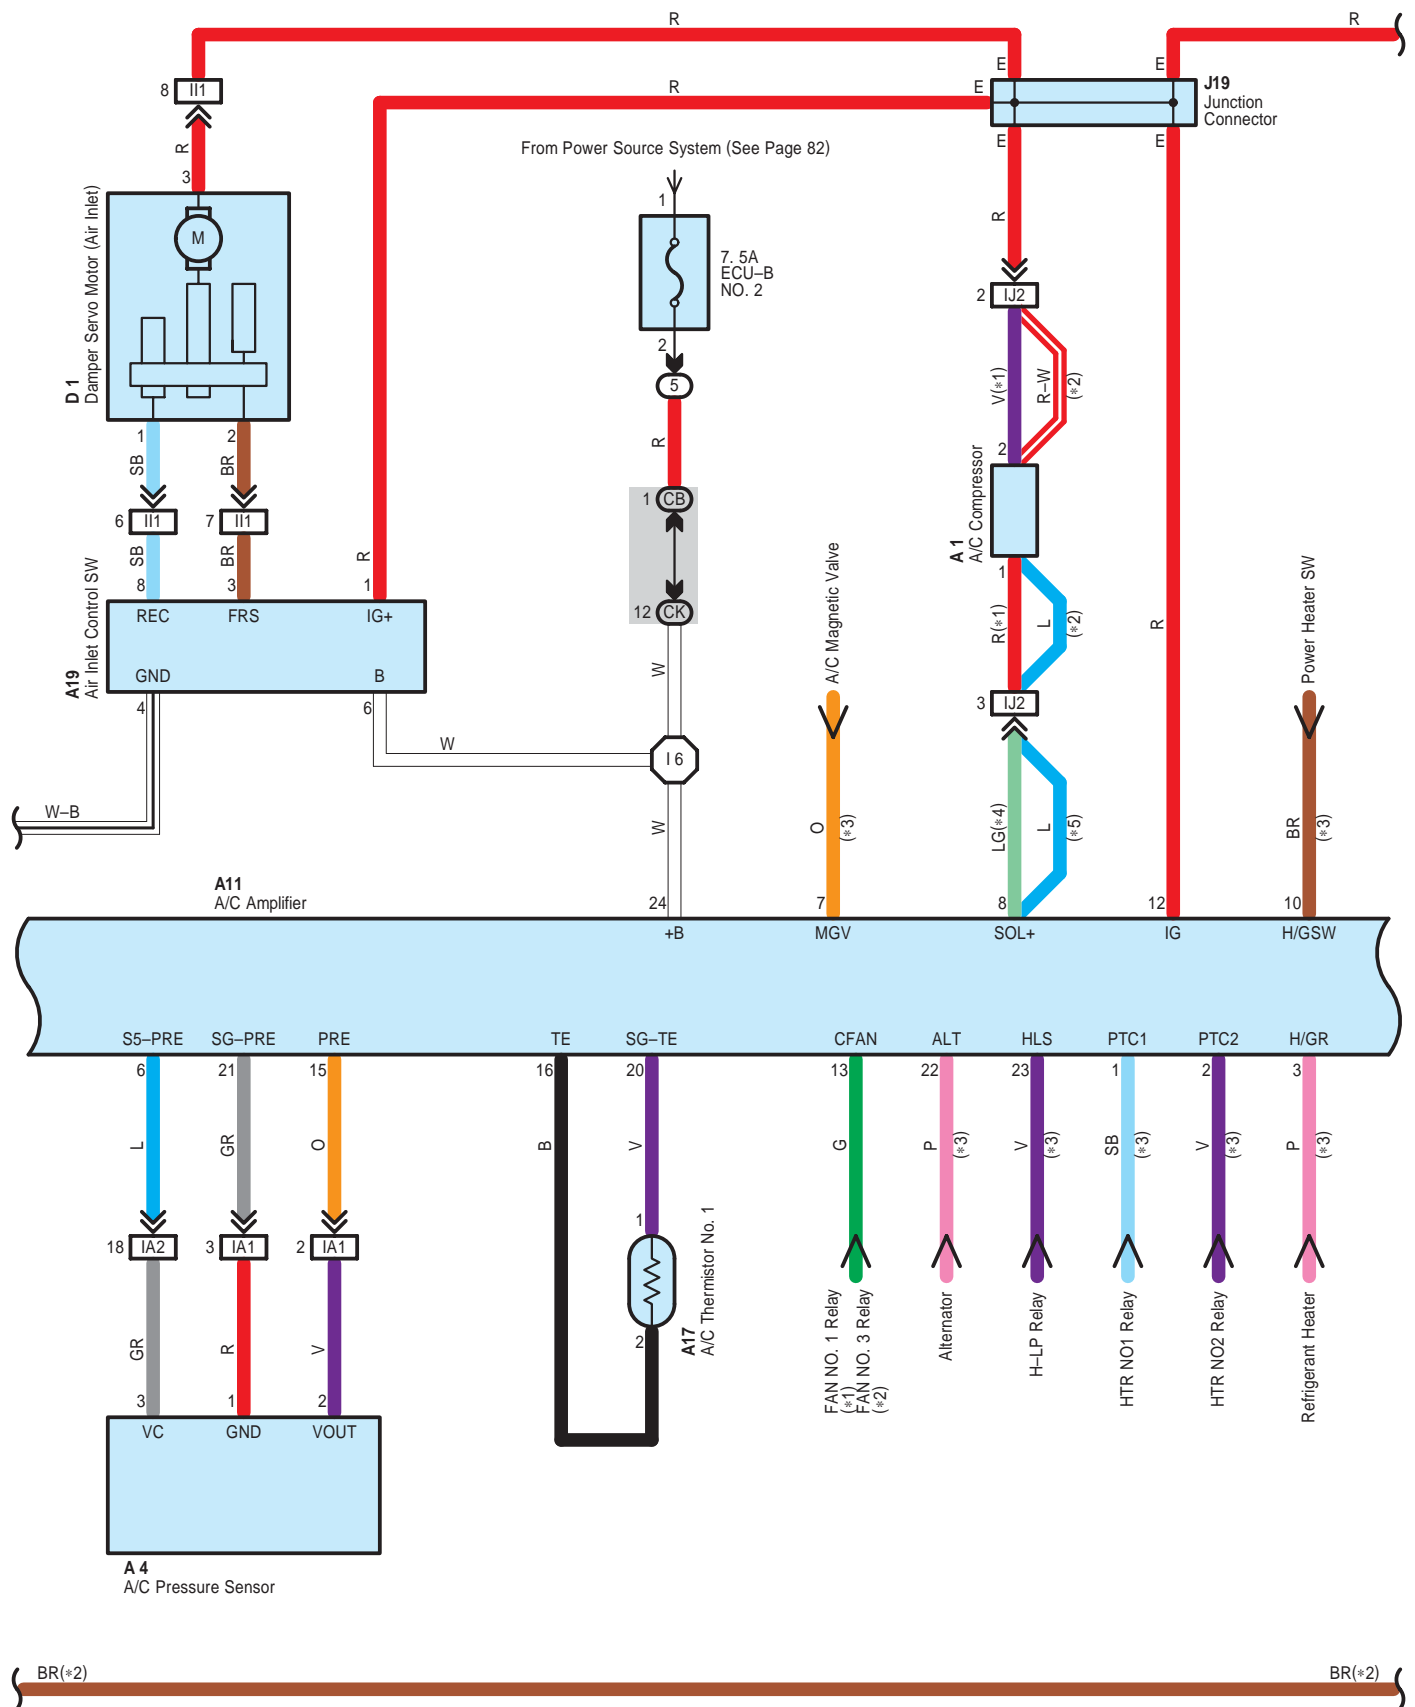 R
R
E
E
8
II1
R
E
J19
Junction
Connector
R
E
E
From Power Source System (See Page 82)
3
1
D 1
Damper Servo Motor (Air Inlet)
M
R
7. 5A
ECU–B
NO. 2
2
IJ2
2
5
V(∗1)
R–W
(∗2)
1
2
SB
BR
R
2
6
II1
7
II1
1
CB
A 1
A/C Compressor
SB
BR
R
8
3
1
1
A19
Air Inlet Control SW
REC
FRS
IG+
12
CK
R(∗1)
L
(∗2)
R
A/C Magnetic Valve
Power Heater SW
GND
B
W
4
6
3
IJ2
W
I 6
W–B
W
O
(∗3)
LG(∗4)
L
(∗5)
BR
(∗3)
A11
A/C Amplifier
24
7
8
12
10
+B
MGV
SOL+
IG
H/GSW
S5–PRE
SG–PRE
PRE
TE
SG–TE
CFAN
ALT
HLS
PTC1
PTC2
H/GR
6
21
15
16
20
13
22
23
1
2
3
L
GR
O
B
V
G
P
(∗3)
V
(∗3)
SB
(∗3)
V
(∗3)
P
(∗3)
1
18
IA2
3
IA1
2
IA1
A17
A/C Thermistor No. 1
2
GR
R
V
FAN NO. 1 Relay
(∗1)
FAN NO. 3 Relay
(∗2)
Alternator
H–LP Relay
HTR NO1 Relay
HTR NO2 Relay
Refrigerant Heater
3
1
2
VC
GND
VOUT
A 4
A/C Pressure Sensor
BR(∗2)
BR(∗2)